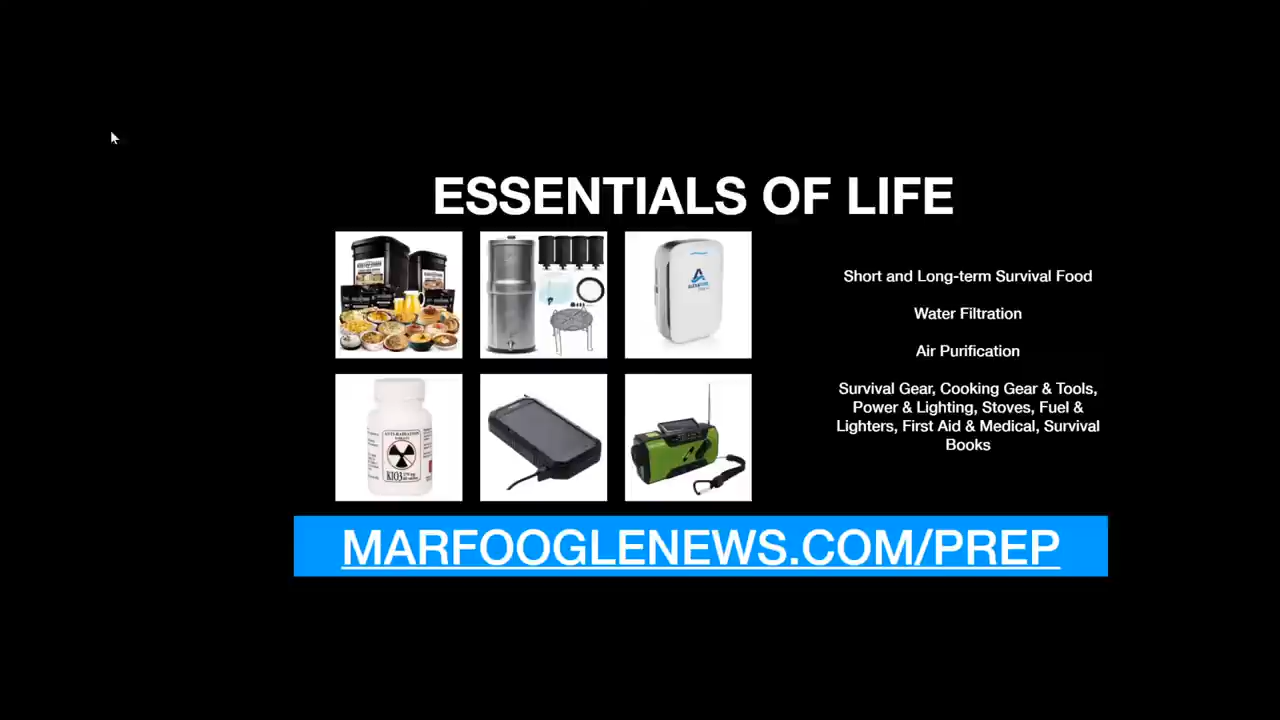 ESSENTIALS OF LIFE
Short and Long-term Survival Food
Water Filtration
Air Purification
Survival Gear, Cooking Gear & Tools,
Power & Lighting, Stoves, Fuel &
Lighters, First Aid & Medical, Survival
Books
KIO3
MARFOOGLENEWS.COM/PREP